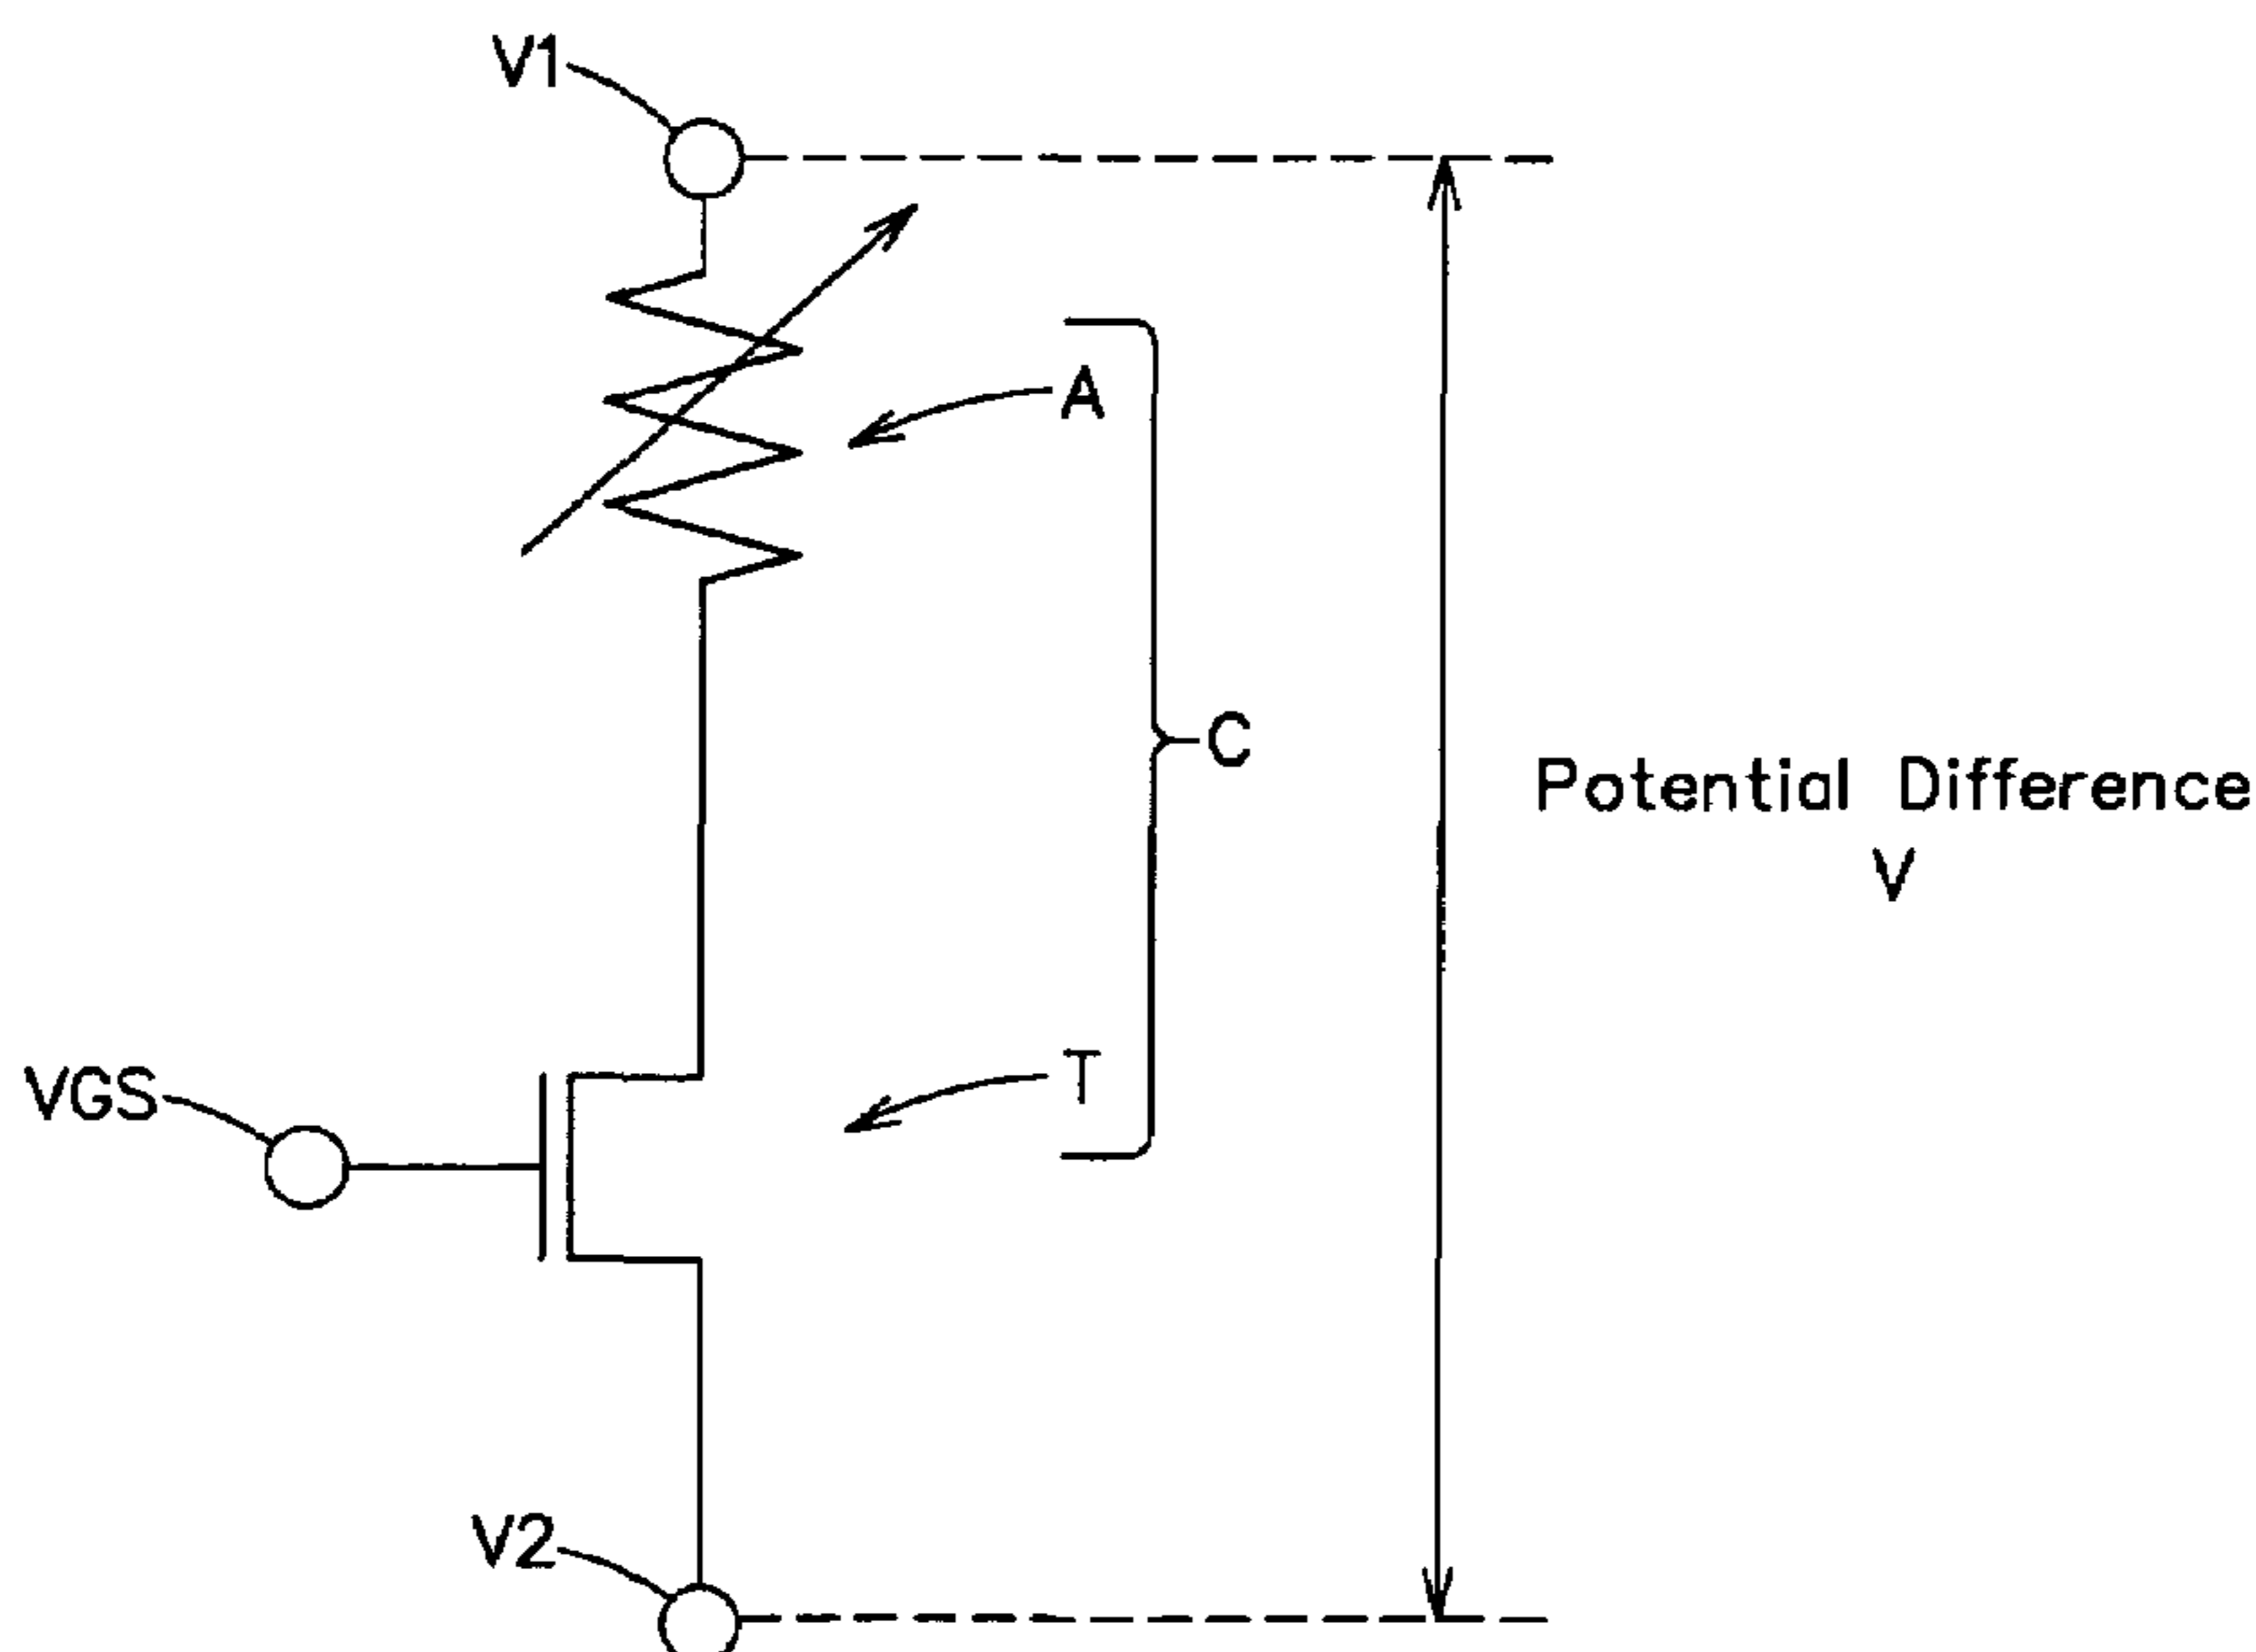 V1
A
C
Potential Difference
V
T
VGS
V2